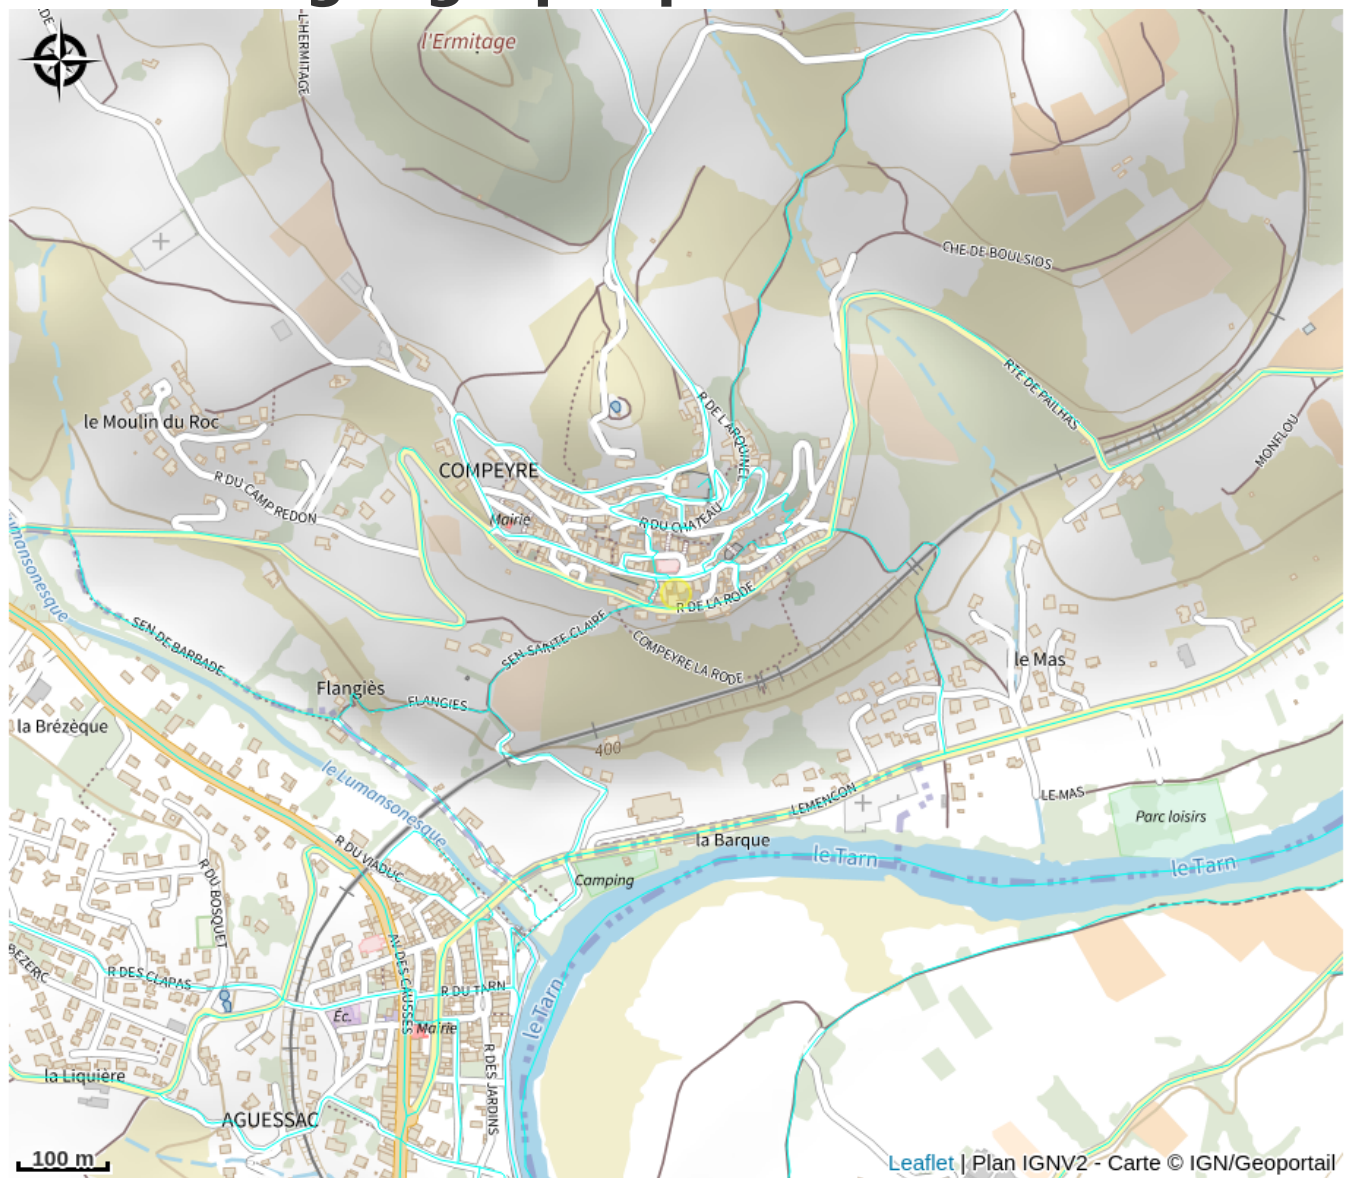 l'Ermitage
L'HERMITAGE
CHE DE BOULSIOS
RTE DE PAILHAS
MONFLOU
le Moulin du Roc
R DU CAMP REDON
COMPEYRE
Mairie
R DE L'ARQUINEL
R DU CHATEAU
R DE LA RODE
SEN SAINTE CLAIRE
COMPEYRE LA RODE
SEN DE BARBADE
Flangiès
FLANGIES
le Mas
la Brézèque
400
le Lumansonesque
LEMENCON
LE MAS
Parc loisirs
la Barque
le Tarn
le Tarn
Camping
R DU VIADUC
R DU BOSQUET
BEZERIC
R DES CLAPAS
AV DES CAUSSES
R DU TARN
le Tarn
Éc.
Mairie
R DES JARDINS
la Liquière
AGUESSAC
100 m
Leaflet | Plan IGNV2 - Carte © IGN/Geoportail